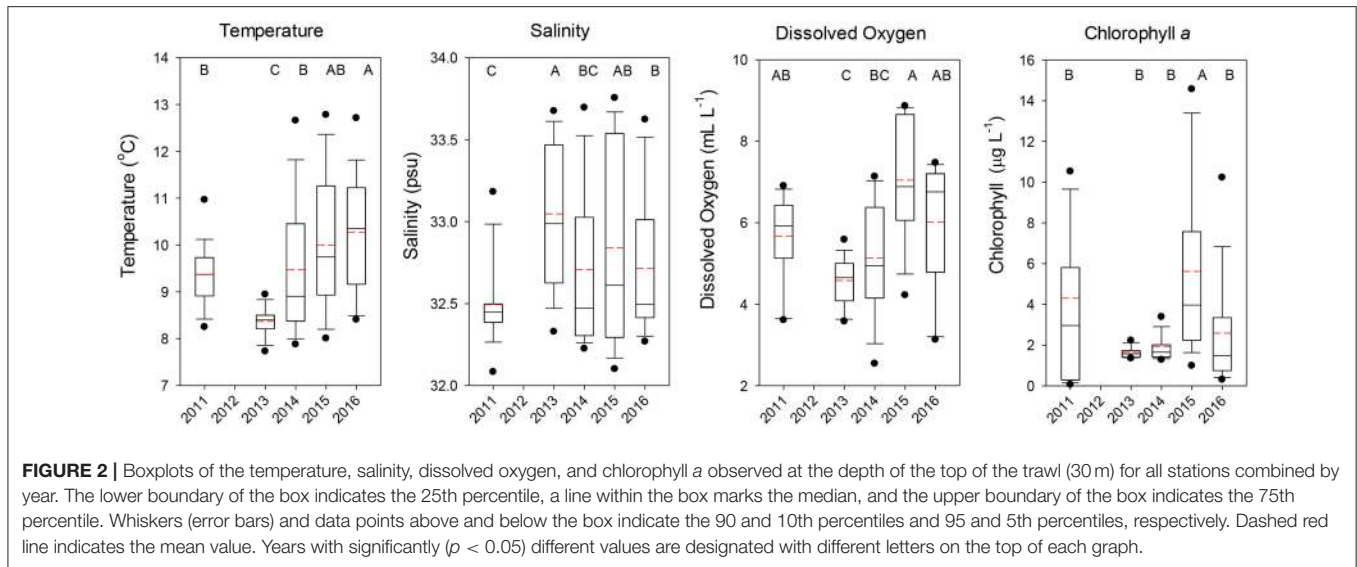 Temperature
Salinity
Dissolved Oxygen
Chlorophyll a
Temperature (°C)
14
13
12
11
10
9
8
7
B C B AB A
2011 2012 2013 2014 2015 2016
Salinity (psu)
34.0
33.5
33.0
32.5
32.0
C A BC AB B
2011 2012 2013 2014 2015 2016
Dissolved Oxygen (mL L⁻¹)
10
8
6
4
2
AB C BC A AB
2011 2012 2013 2014 2015 2016
Chlorophyll (µg L⁻¹)
16
14
12
10
8
6
4
2
0
B B B A B
2011 2012 2013 2014 2015 2016
FIGURE 2 | Boxplots of the temperature, salinity, dissolved oxygen, and chlorophyll a observed at the depth of the top of the trawl (30 m) for all stations combined by
year. The lower boundary of the box indicates the 25th percentile, a line within the box marks the median, and the upper boundary of the box indicates the 75th
percentile. Whiskers (error bars) and data points above and below the box indicate the 90 and 10th percentiles and 95 and 5th percentiles, respectively. Dashed red
line indicates the mean value. Years with significantly (p < 0.05) different values are designated with different letters on the top of each graph.